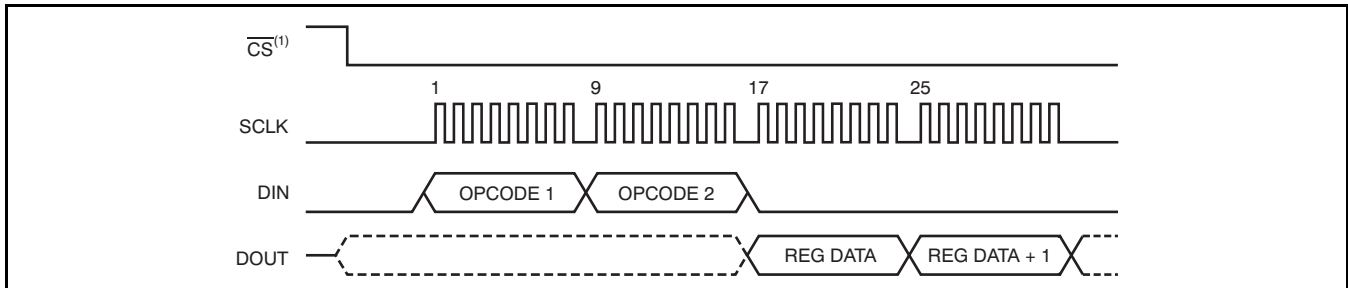 CS(1)
1 9 17 25
SCLK
DIN OPCODE 1 OPCODE 2
DOUT REG DATA REG DATA + 1